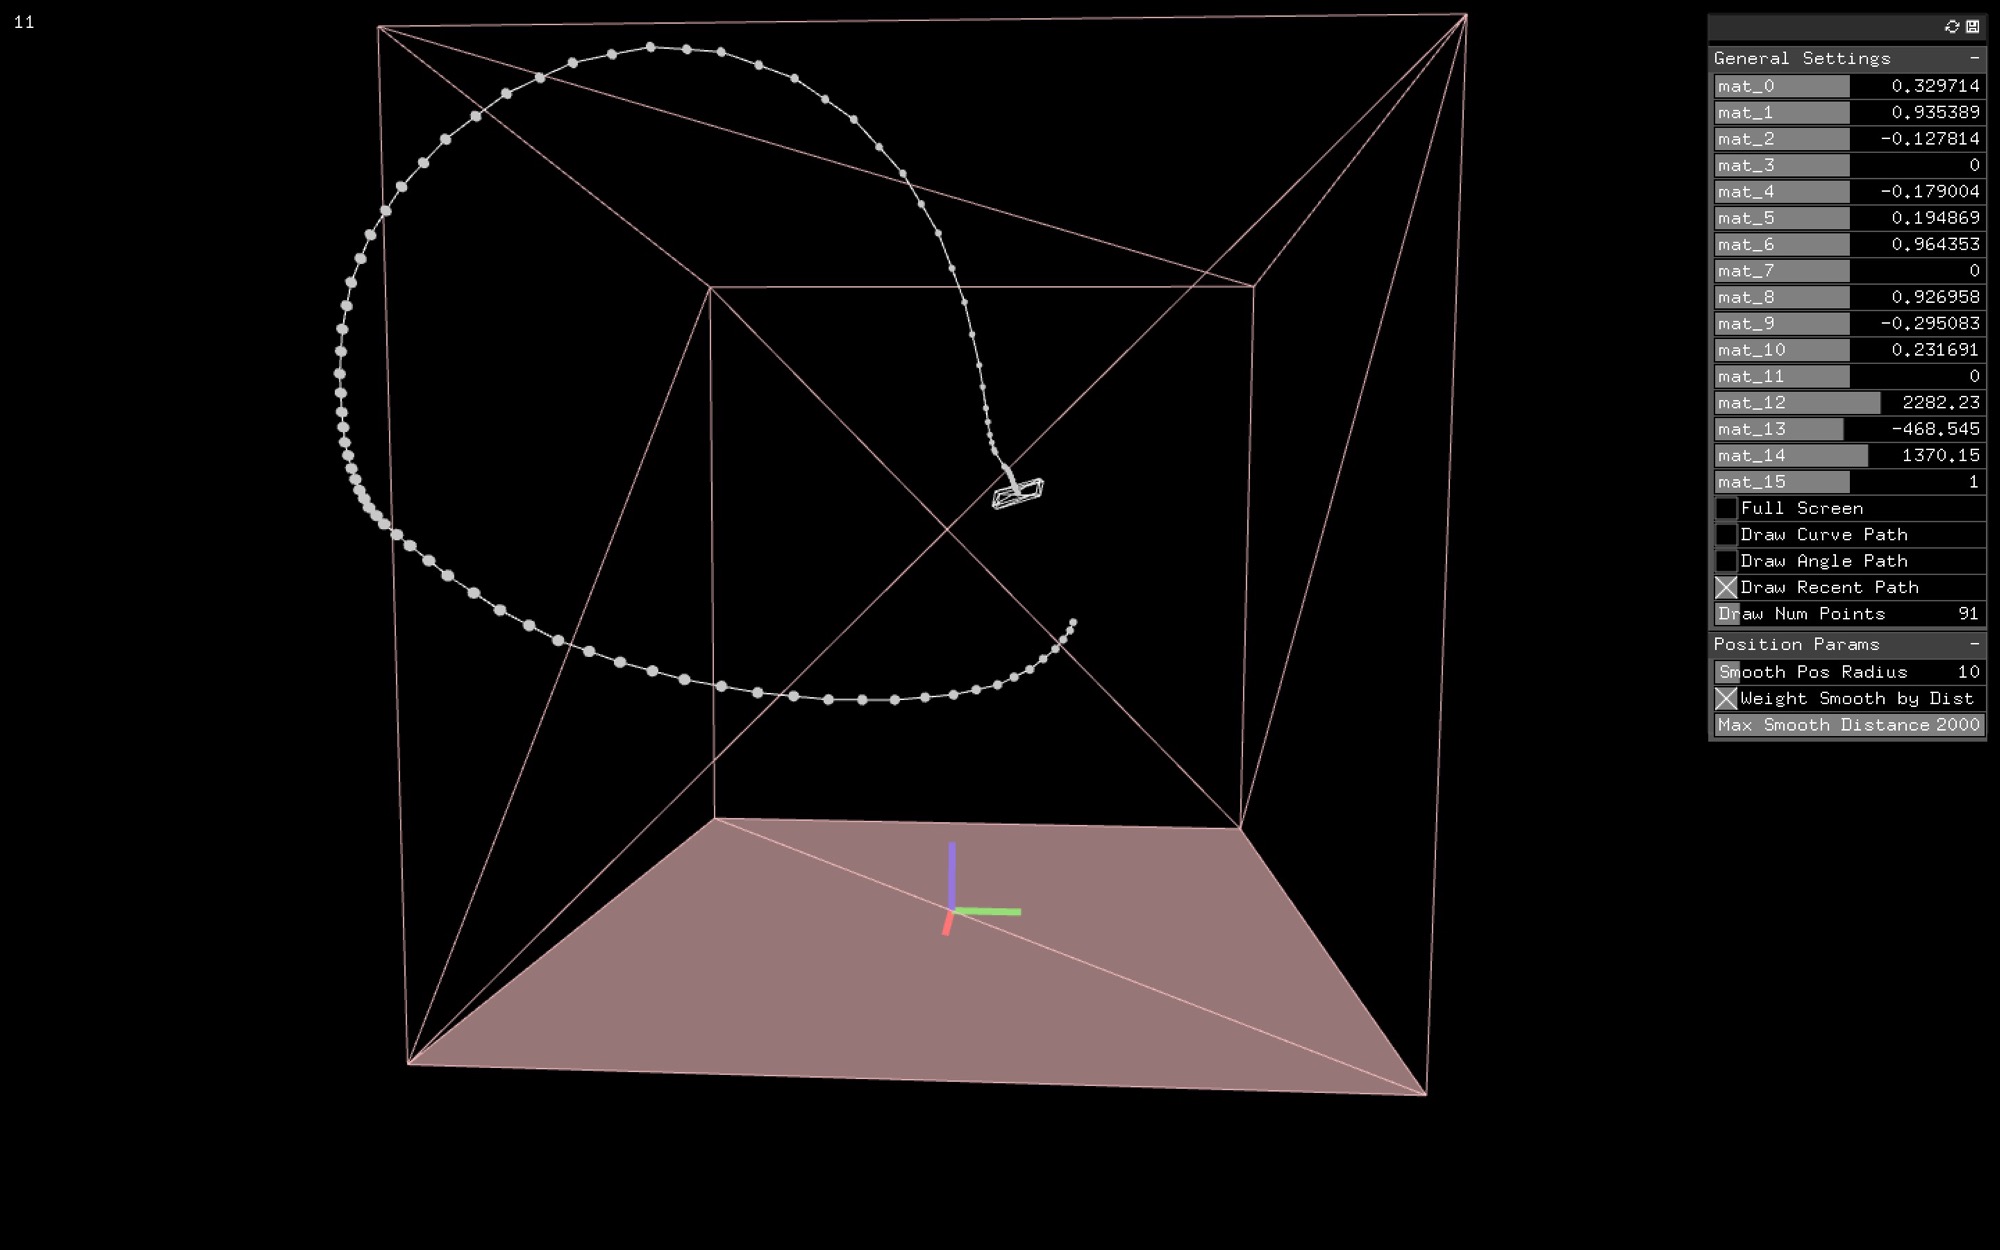 11
General Settings -
mat_0 0.329714
mat_1 0.935389
mat_2 -0.127814
mat_3 0
mat_4 -0.179004
mat_5 0.194869
mat_6 0.964353
mat_7 0
mat_8 0.926958
mat_9 -0.295083
mat_10 0.231691
mat_11 0
mat_12 2282.23
mat_13 -468.545
mat_14 1370.15
mat_15 1
Full Screen
Draw Curve Path
Draw Angle Path
Draw Recent Path
Draw Num Points 91
Position Params -
Smooth Pos Radius 10
Weight Smooth by Dist
Max Smooth Distance 2000